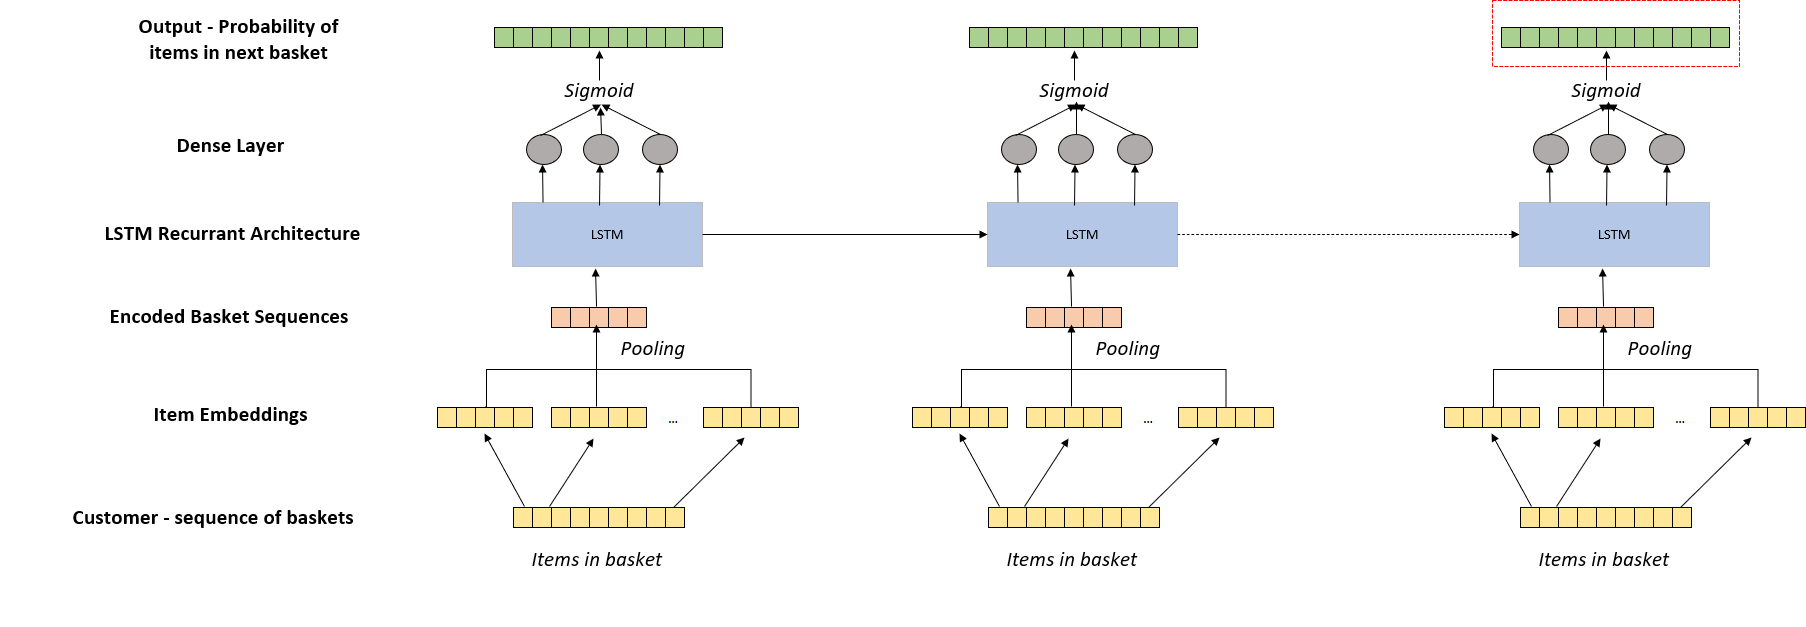 Output - Probability of
items in next basket
Sigmoid
Sigmoid
Sigmoid
Dense Layer
LSTM Recurrant Architecture
LSTM
LSTM
LSTM
Encoded Basket Sequences
Pooling
Pooling
Pooling
Item Embeddings
...
...
...
Customer - sequence of baskets
Items in basket
Items in basket
Items in basket